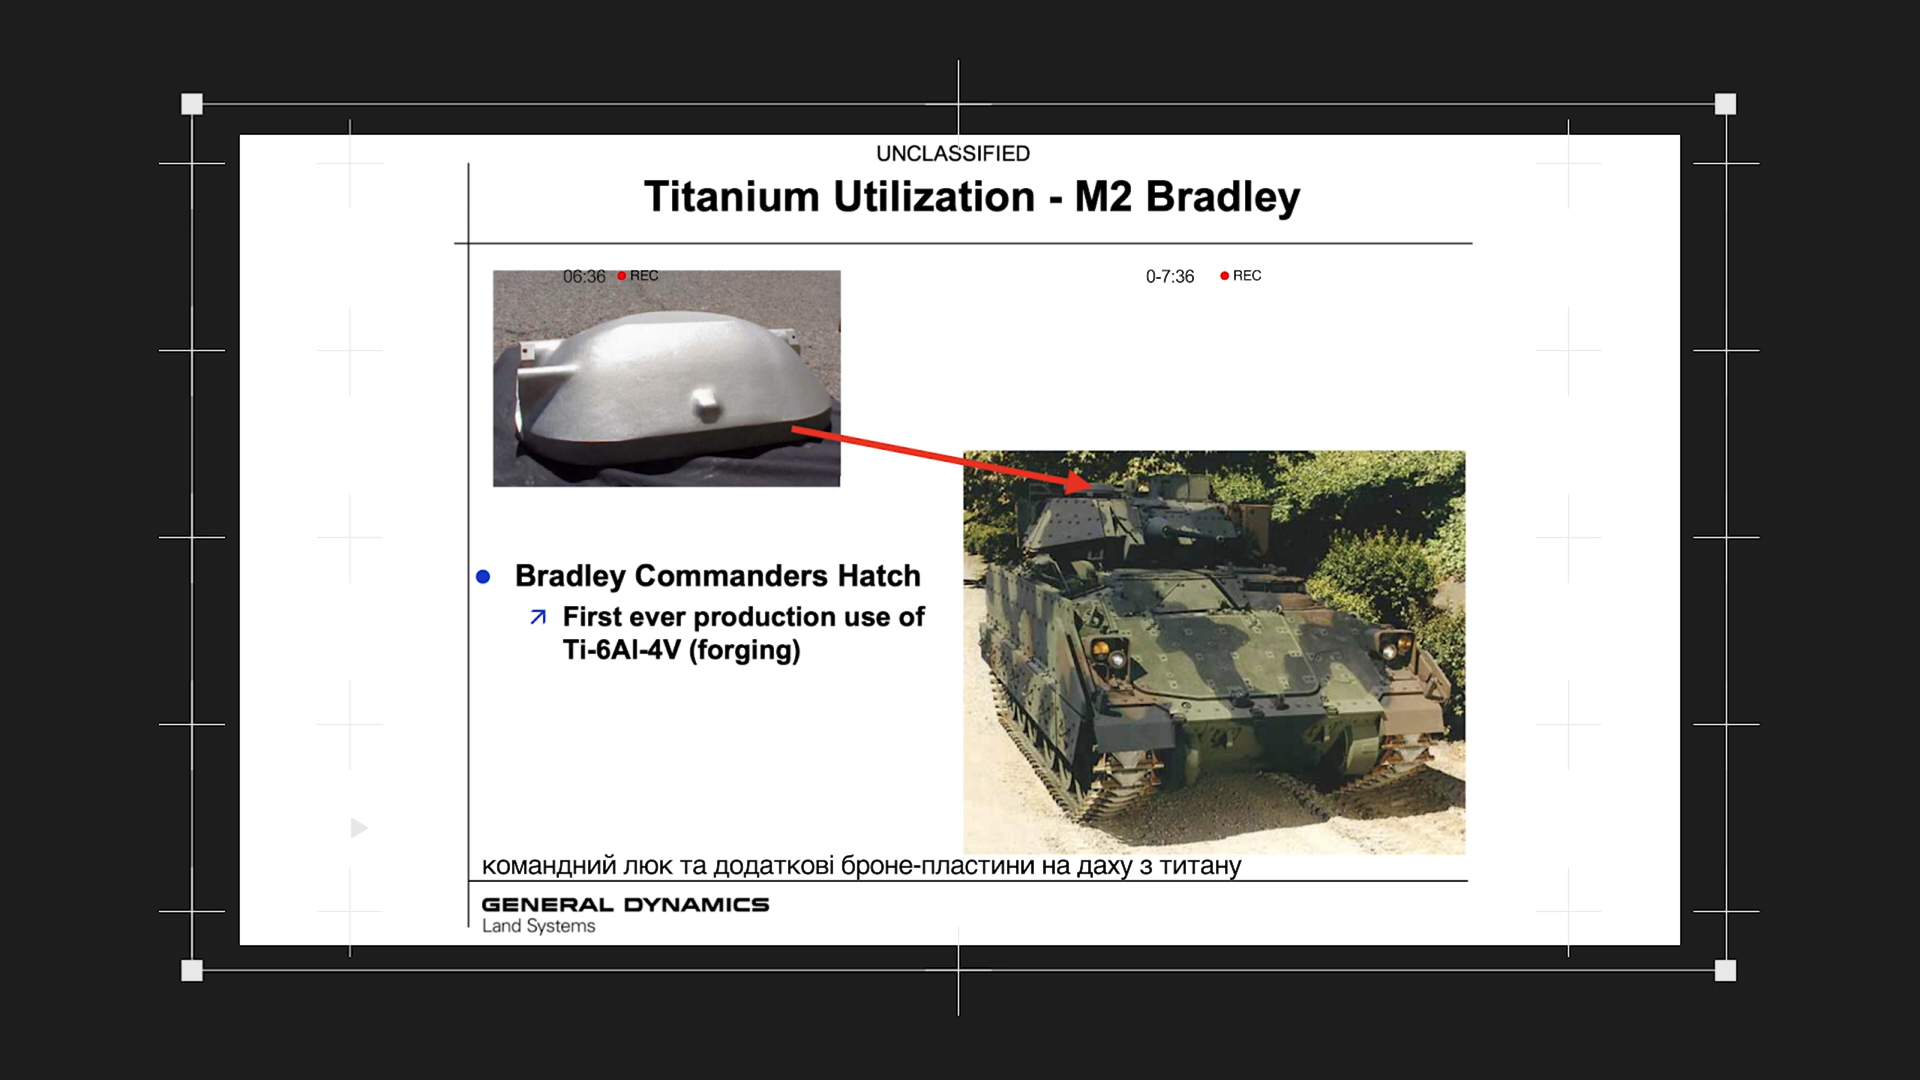 UNCLASSIFIED
Titanium Utilization - M2 Bradley
06:36 REC
0-7:36 REC
Bradley Commanders Hatch
First ever production use of
Ti-6Al-4V (forging)
командний люк та додаткові броне-пластини на даху з титану
GENERAL DYNAMICS
Land Systems